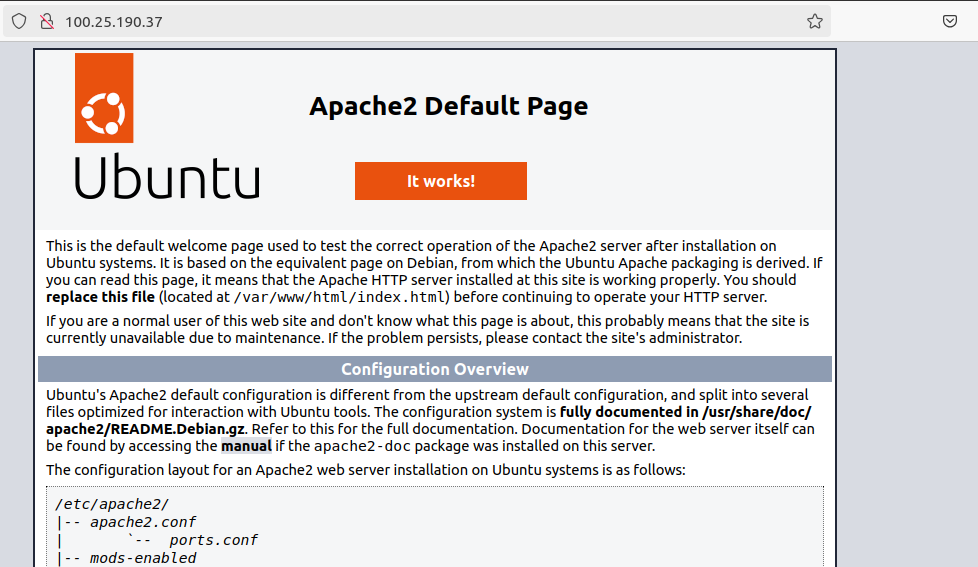 100.25.190.37
Apache2 Default Page
Ubuntu
It works!
This is the default welcome page used to test the correct operation of the Apache2 server after installation on
Ubuntu systems. It is based on the equivalent page on Debian, from which the Ubuntu Apache packaging is derived. If
you can read this page, it means that the Apache HTTP server installed at this site is working properly. You should
replace this file (located at /var/www/html/index.html) before continuing to operate your HTTP server.
If you are a normal user of this web site and don't know what this page is about, this probably means that the site is
currently unavailable due to maintenance. If the problem persists, please contact the site's administrator.
Configuration Overview
Ubuntu's Apache2 default configuration is different from the upstream default configuration, and split into several
files optimized for interaction with Ubuntu tools. The configuration system is fully documented in /usr/share/doc/
apache2/README.Debian.gz. Refer to this for the full documentation. Documentation for the web server itself can
be found by accessing the manual if the apache2-doc package was installed on this server.
The configuration layout for an Apache2 web server installation on Ubuntu systems is as follows:
/etc/apache2/
|-- apache2.conf
|       `--  ports.conf
|-- mods-enabled